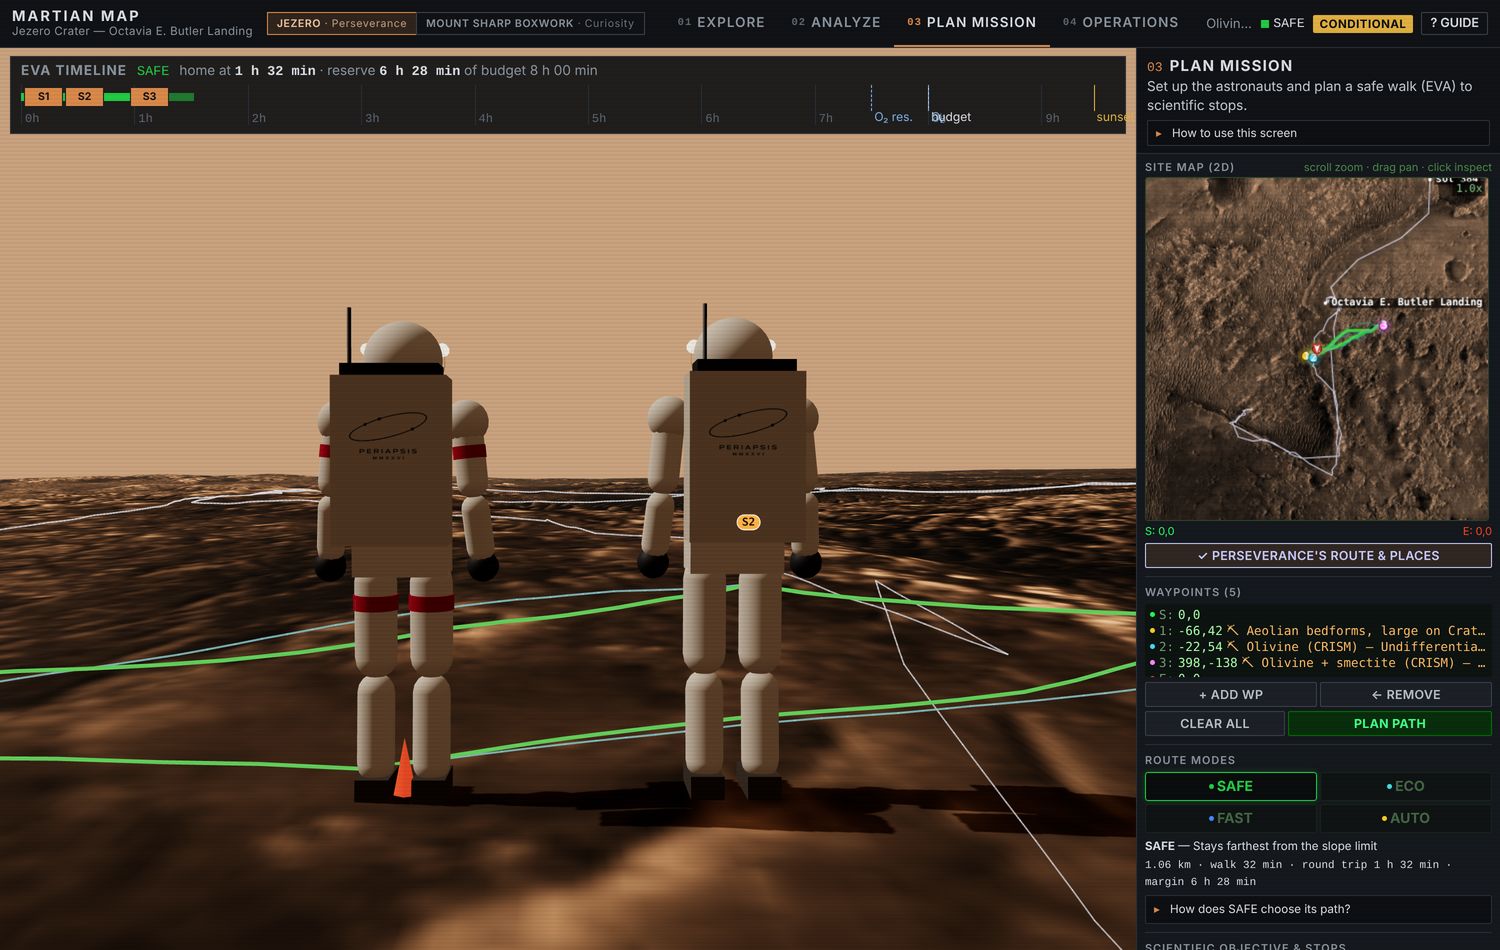 MARTIAN MAP
Jezero Crater — Octavia E. Butler Landing
JEZERO · Perseverance
MOUNT SHARP BOXWORK · Curiosity
01 EXPLORE
02 ANALYZE
03 PLAN MISSION
04 OPERATIONS
Olivin...
SAFE
CONDITIONAL
? GUIDE
EVA TIMELINE SAFE home at 1 h 32 min · reserve 6 h 28 min of budget 8 h 00 min
S1 S2 S3
0h 1h 2h 3h 4h 5h 6h 7h O₂ res. budget 9h sunse
PERIAPSIS
MMXXVI
PERIAPSIS
MMXXVI
S2
03 PLAN MISSION
Set up the astronauts and plan a safe walk (EVA) to
scientific stops.
▸ How to use this screen
SITE MAP (2D)
scroll zoom · drag pan · click inspect
1.0x
Octavia E. Butler Landing
S: 0,0
E: 0,0
✓ PERSEVERANCE'S ROUTE & PLACES
WAYPOINTS (5)
S: 0,0
1: -66,42 ⛏ Aeolian bedforms, large on Crat…
2: -22,54 ⛏ Olivine (CRISM) — Undifferentia…
3: 398,-138 ⛏ Olivine + smectite (CRISM) — …
+ ADD WP
← REMOVE
CLEAR ALL
PLAN PATH
ROUTE MODES
SAFE
ECO
FAST
AUTO
SAFE — Stays farthest from the slope limit
1.06 km · walk 32 min · round trip 1 h 32 min ·
margin 6 h 28 min
▸ How does SAFE choose its path?
SCIENTIFIC OBJECTIVE & STOPS